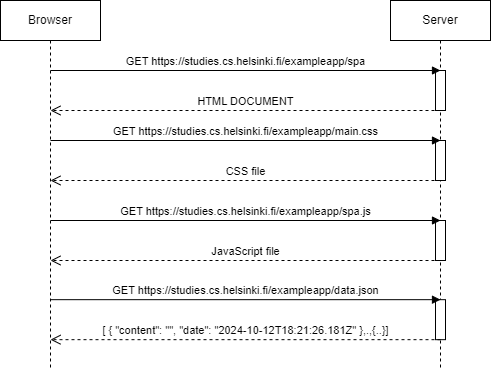 Browser
Server
GET https://studies.cs.helsinki.fi/exampleapp/spa
HTML DOCUMENT
GET https://studies.cs.helsinki.fi/exampleapp/main.css
CSS file
GET https://studies.cs.helsinki.fi/exampleapp/spa.js
JavaScript file
GET https://studies.cs.helsinki.fi/exampleapp/data.json
[ { "content": "", "date": "2024-10-12T18:21:26.181Z" },.,{..}]